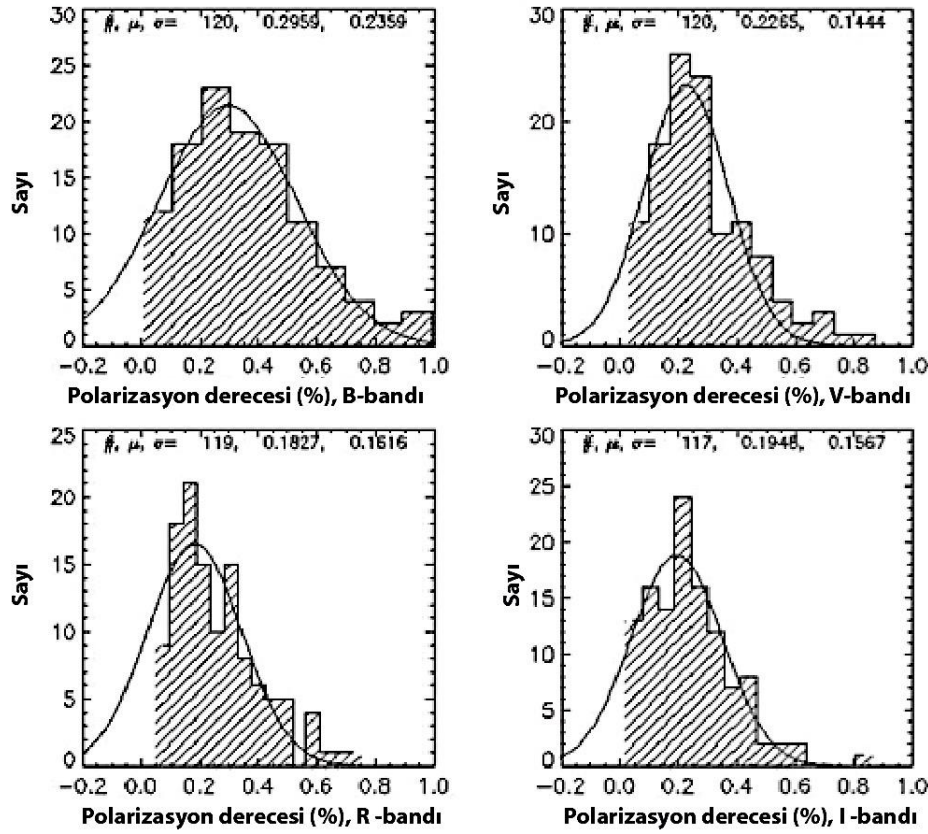 30 #, μ, σ= 120, 0.2959, 0.2359
25
20
15
10
5
0
Sayı
-0.2 0.0 0.2 0.4 0.6 0.8 1.0
Polarizasyon derecesi (%), B-bandı
30 #, μ, σ= 120, 0.2265, 0.1444
25
20
15
10
5
0
Sayı
-0.2 0.0 0.2 0.4 0.6 0.8 1.0
Polarizasyon derecesi (%), V-bandı
25 #, μ, σ= 119, 0.1827, 0.1616
20
15
10
5
0
Sayı
-0.2 0.0 0.2 0.4 0.6 0.8 1.0
Polarizasyon derecesi (%), R -bandı
30 #, μ, σ= 117, 0.1948, 0.1567
25
20
15
10
5
0
Sayı
-0.2 0.0 0.2 0.4 0.6 0.8 1.0
Polarizasyon derecesi (%), I -bandı